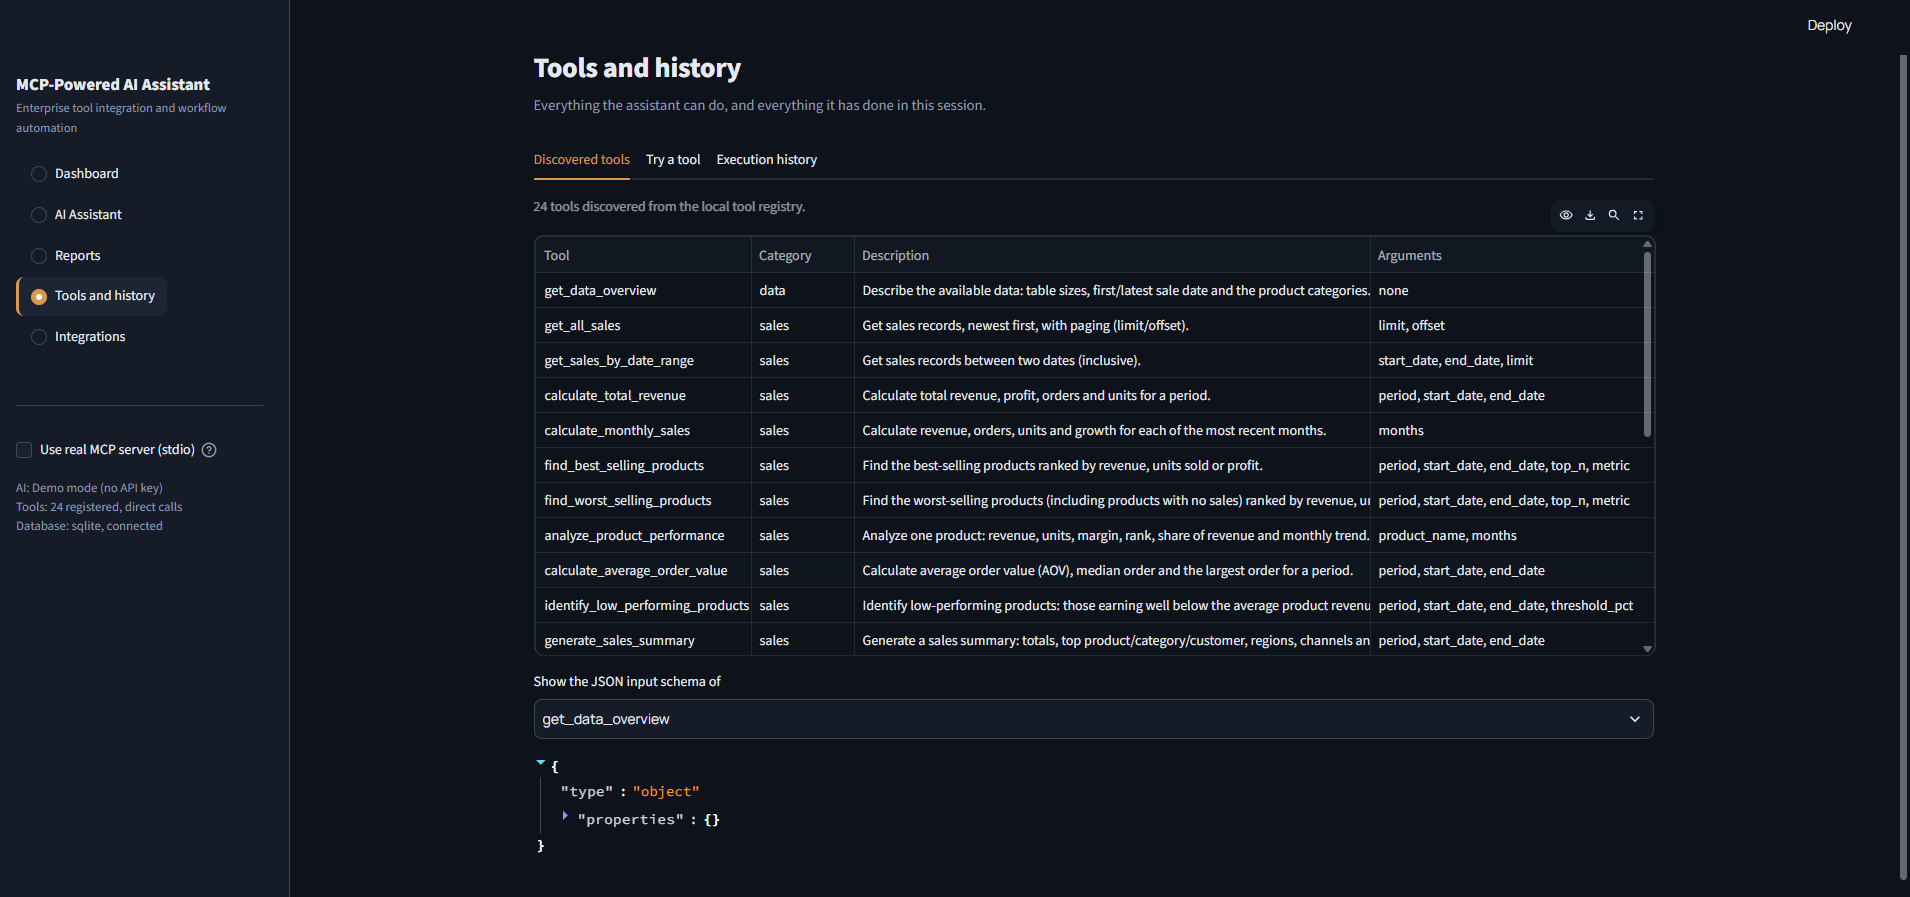 Deploy
MCP-Powered AI Assistant
Enterprise tool integration and workflow
automation
Dashboard
AI Assistant
Reports
Tools and history
Integrations
Use real MCP server (stdio)
AI: Demo mode (no API key)
Tools: 24 registered, direct calls
Database: sqlite, connected
Tools and history
Everything the assistant can do, and everything it has done in this session.
Discovered tools Try a tool Execution history
24 tools discovered from the local tool registry.
Tool Category Description Arguments
get_data_overview data Describe the available data: table sizes, first/latest sale date and the product categories. none
get_all_sales sales Get sales records, newest first, with paging (limit/offset). limit, offset
get_sales_by_date_range sales Get sales records between two dates (inclusive). start_date, end_date, limit
calculate_total_revenue sales Calculate total revenue, profit, orders and units for a period. period, start_date, end_date
calculate_monthly_sales sales Calculate revenue, orders, units and growth for each of the most recent months. months
find_best_selling_products sales Find the best-selling products ranked by revenue, units sold or profit. period, start_date, end_date, top_n, metric
find_worst_selling_products sales Find the worst-selling products (including products with no sales) ranked by revenue, period, start_date, end_date, top_n, metric
analyze_product_performance sales Analyze one product: revenue, units, margin, rank, share of revenue and monthly trend. product_name, months
calculate_average_order_value sales Calculate average order value (AOV), median order and the largest order for a period. period, start_date, end_date
identify_low_performing_products sales Identify low-performing products: those earning well below the average product revenu period, start_date, end_date, threshold_pct
generate_sales_summary sales Generate a sales summary: totals, top product/category/customer, regions, channels an period, start_date, end_date
Show the JSON input schema of
get_data_overview
{
"type" : "object"
"properties" : {}
}